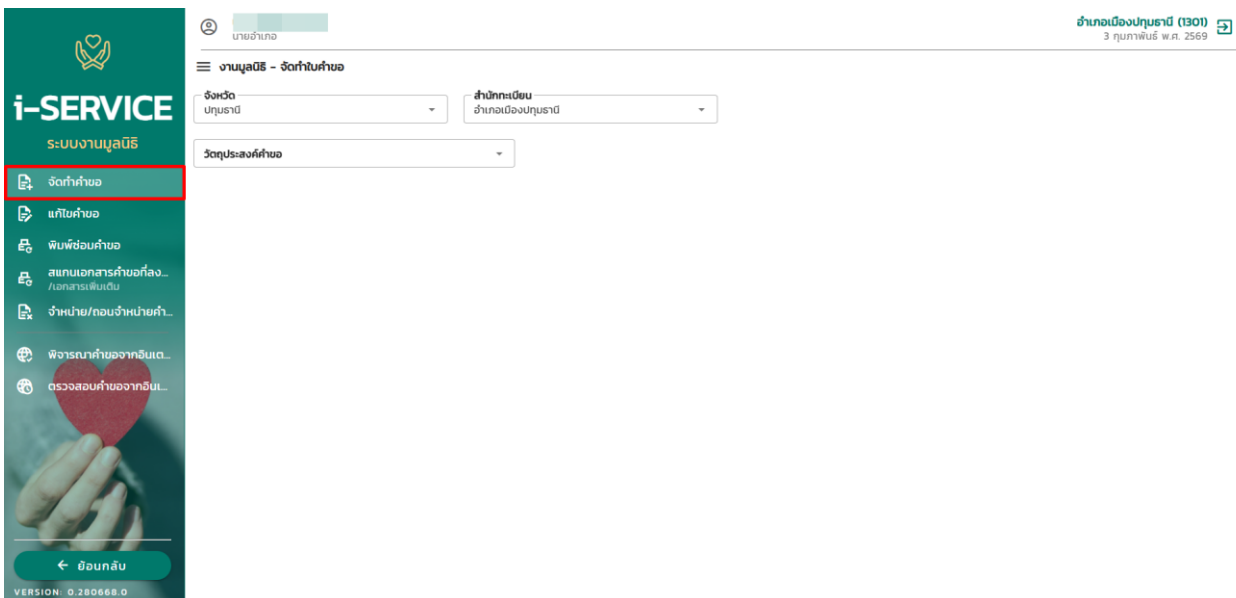 i-SERVICE
ระบบงานมูลนิธิ
จัดทำคำขอ
แก้ไขคำขอ
พิมพ์ซ่อมคำขอ
สแกนเอกสารคำขอที่ลง...
/เอกสารเพิ่มเติม
จำหน่าย/ถอนจำหน่ายคำ...
พิจารณาคำขอจากอินเต...
ตรวจสอบคำขอจากอินเ...
← ย้อนกลับ
VERSION: 0.280668.0
นายอำเภอ
อำเภอเมืองปทุมธานี (1301)
3 กุมภาพันธ์ พ.ศ. 2569
งานมูลนิธิ - จัดทำใบคำขอ
จังหวัด
ปทุมธานี
สำนักทะเบียน
อำเภอเมืองปทุมธานี
วัตถุประสงค์คำขอ